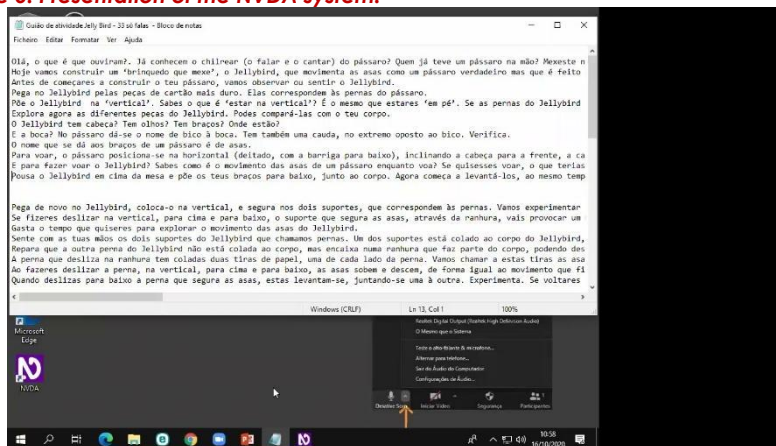 Presentation of the NVDA system.
Guião de atividade Jelly Bird - 33 só falas - Bloco de notas
Ficheiro Editar Formatar Ver Ajuda
Olá, o que é que ouviram?. Já conhecem o chilrear (o falar e o cantar) do pássaro? Quem já teve um pássaro na mão? Mexeste n
Hoje vamos construir um 'brinquedo que mexe', o Jellybird, que movimenta as asas como um pássaro verdadeiro mas que é feito
Antes de começares a construir o teu pássaro, vamos observar ou sentir o Jellybird.
Pega no Jellybird pelas peças de cartão mais duro. Elas correspondem às pernas do pássaro.
Põe o Jellybird na 'vertical'. Sabes o que é 'estar na vertical'? É o mesmo que estares 'em pé'. Se as pernas do Jellybird
Explora agora as diferentes peças do Jellybird. Podes compará-las com o teu corpo.
O Jellybird tem cabeça? Tem olhos? Tem braços? Onde estão?
E a boca? No pássaro dá-se o nome de bico à boca. Tem também uma cauda, no extremo oposto ao bico. Verifica.
O nome que se dá aos braços de um pássaro é de asas.
Para voar, o pássaro posiciona-se na horizontal (deitado, com a barriga para baixo), inclinando a cabeça para a frente, a ca
E para fazer voar o Jellybird? Sabes como é o movimento das asas de um pássaro enquanto voa? Se quisesses voar, o que terias
Pousa o Jellybird em cima da mesa e põe os teus braços para baixo, junto ao corpo. Agora começa a levantá-los, ao mesmo temp
Pega de novo no Jellybird, coloca-o na vertical, e segura nos dois suportes, que correspondem às pernas. Vamos experimentar
Se fizeres deslizar na vertical, para cima e para baixo, o suporte que segura as asas, através da ranhura, vais provocar um
Gasta o tempo que quiseres para explorar o movimento das asas do Jellybird.
Sente com as tuas mãos os dois suportes do Jellybird que chamamos pernas. Um dos suportes está colado ao corpo do Jellybird,
Repara que a outra perna do Jellybird não está colada ao corpo, mas encaixa numa ranhura que faz parte do corpo, podendo des
A perna que desliza na ranhura tem coladas duas tiras de papel, uma de cada lado da perna. Vamos chamar a estas tiras as asa
Ao fazeres deslizar a perna, na vertical, para cima e para baixo, as asas sobem e descem, de forma igual ao movimento que fi
Quando deslizas para baixo a perna que segura as asas, estas levantam-se, juntando-se uma à outra. Experimenta. Se voltares
Windows (CRLF) Ln 13, Col 1 100%
Realtek Digital Output (Realtek High Definition Audio)
O Mesmo que o Sistema
Teste o alto-falante & microfone...
Alternar para telefone...
Sair do Áudio do Computador
Configurações de Áudio...
Microsoft
Edge
NVDA
Iniciar Vídeo Segurança Participantes
10:58
16/10/2020